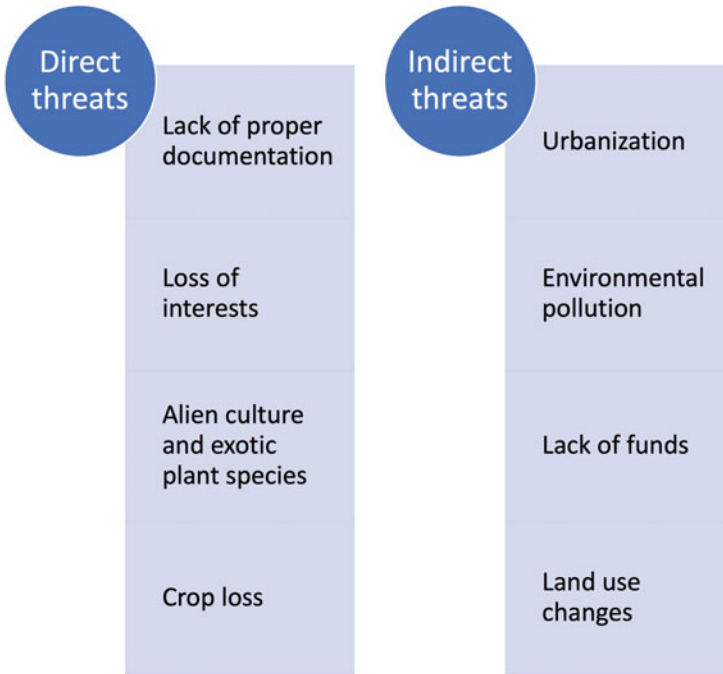 Direct
threats
Lack of proper
documentation
Loss of
interests
Alien culture
and exotic
plant species
Crop loss
Indirect
threats
Urbanization
Environmental
pollution
Lack of funds
Land use
changes